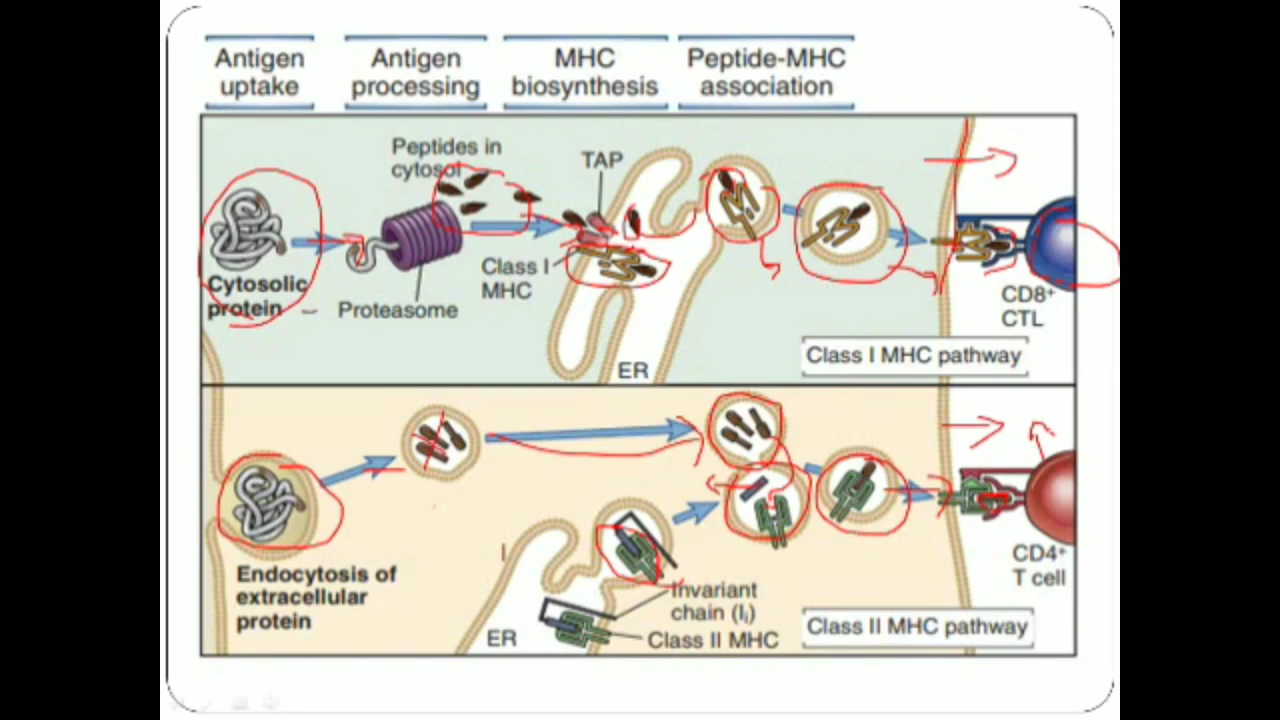 Antigen
uptake
Antigen
processing
MHC
biosynthesis
Peptide-MHC
association
Peptides in
cytosol
TAP
Class I
MHC
Cytosolic
protein
Proteasome
ER
CD8+
CTL
Class I MHC pathway
Endocytosis of
extracellular
protein
ER
Invariant
chain (Ii)
Class II MHC
CD4+
T cell
Class II MHC pathway